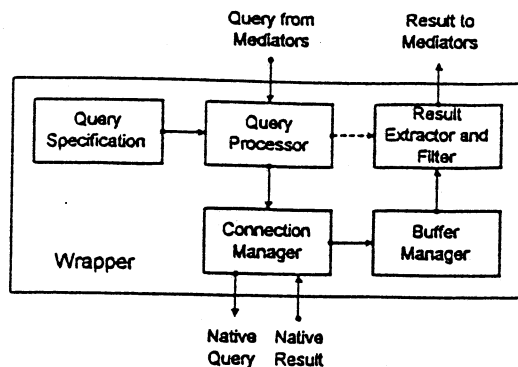 Query from
Mediators
Result to
Mediators
Query
Specification
Query
Processor
Result
Extractor and
Filter
Connection
Manager
Buffer
Manager
Wrapper
Native
Query
Native
Result